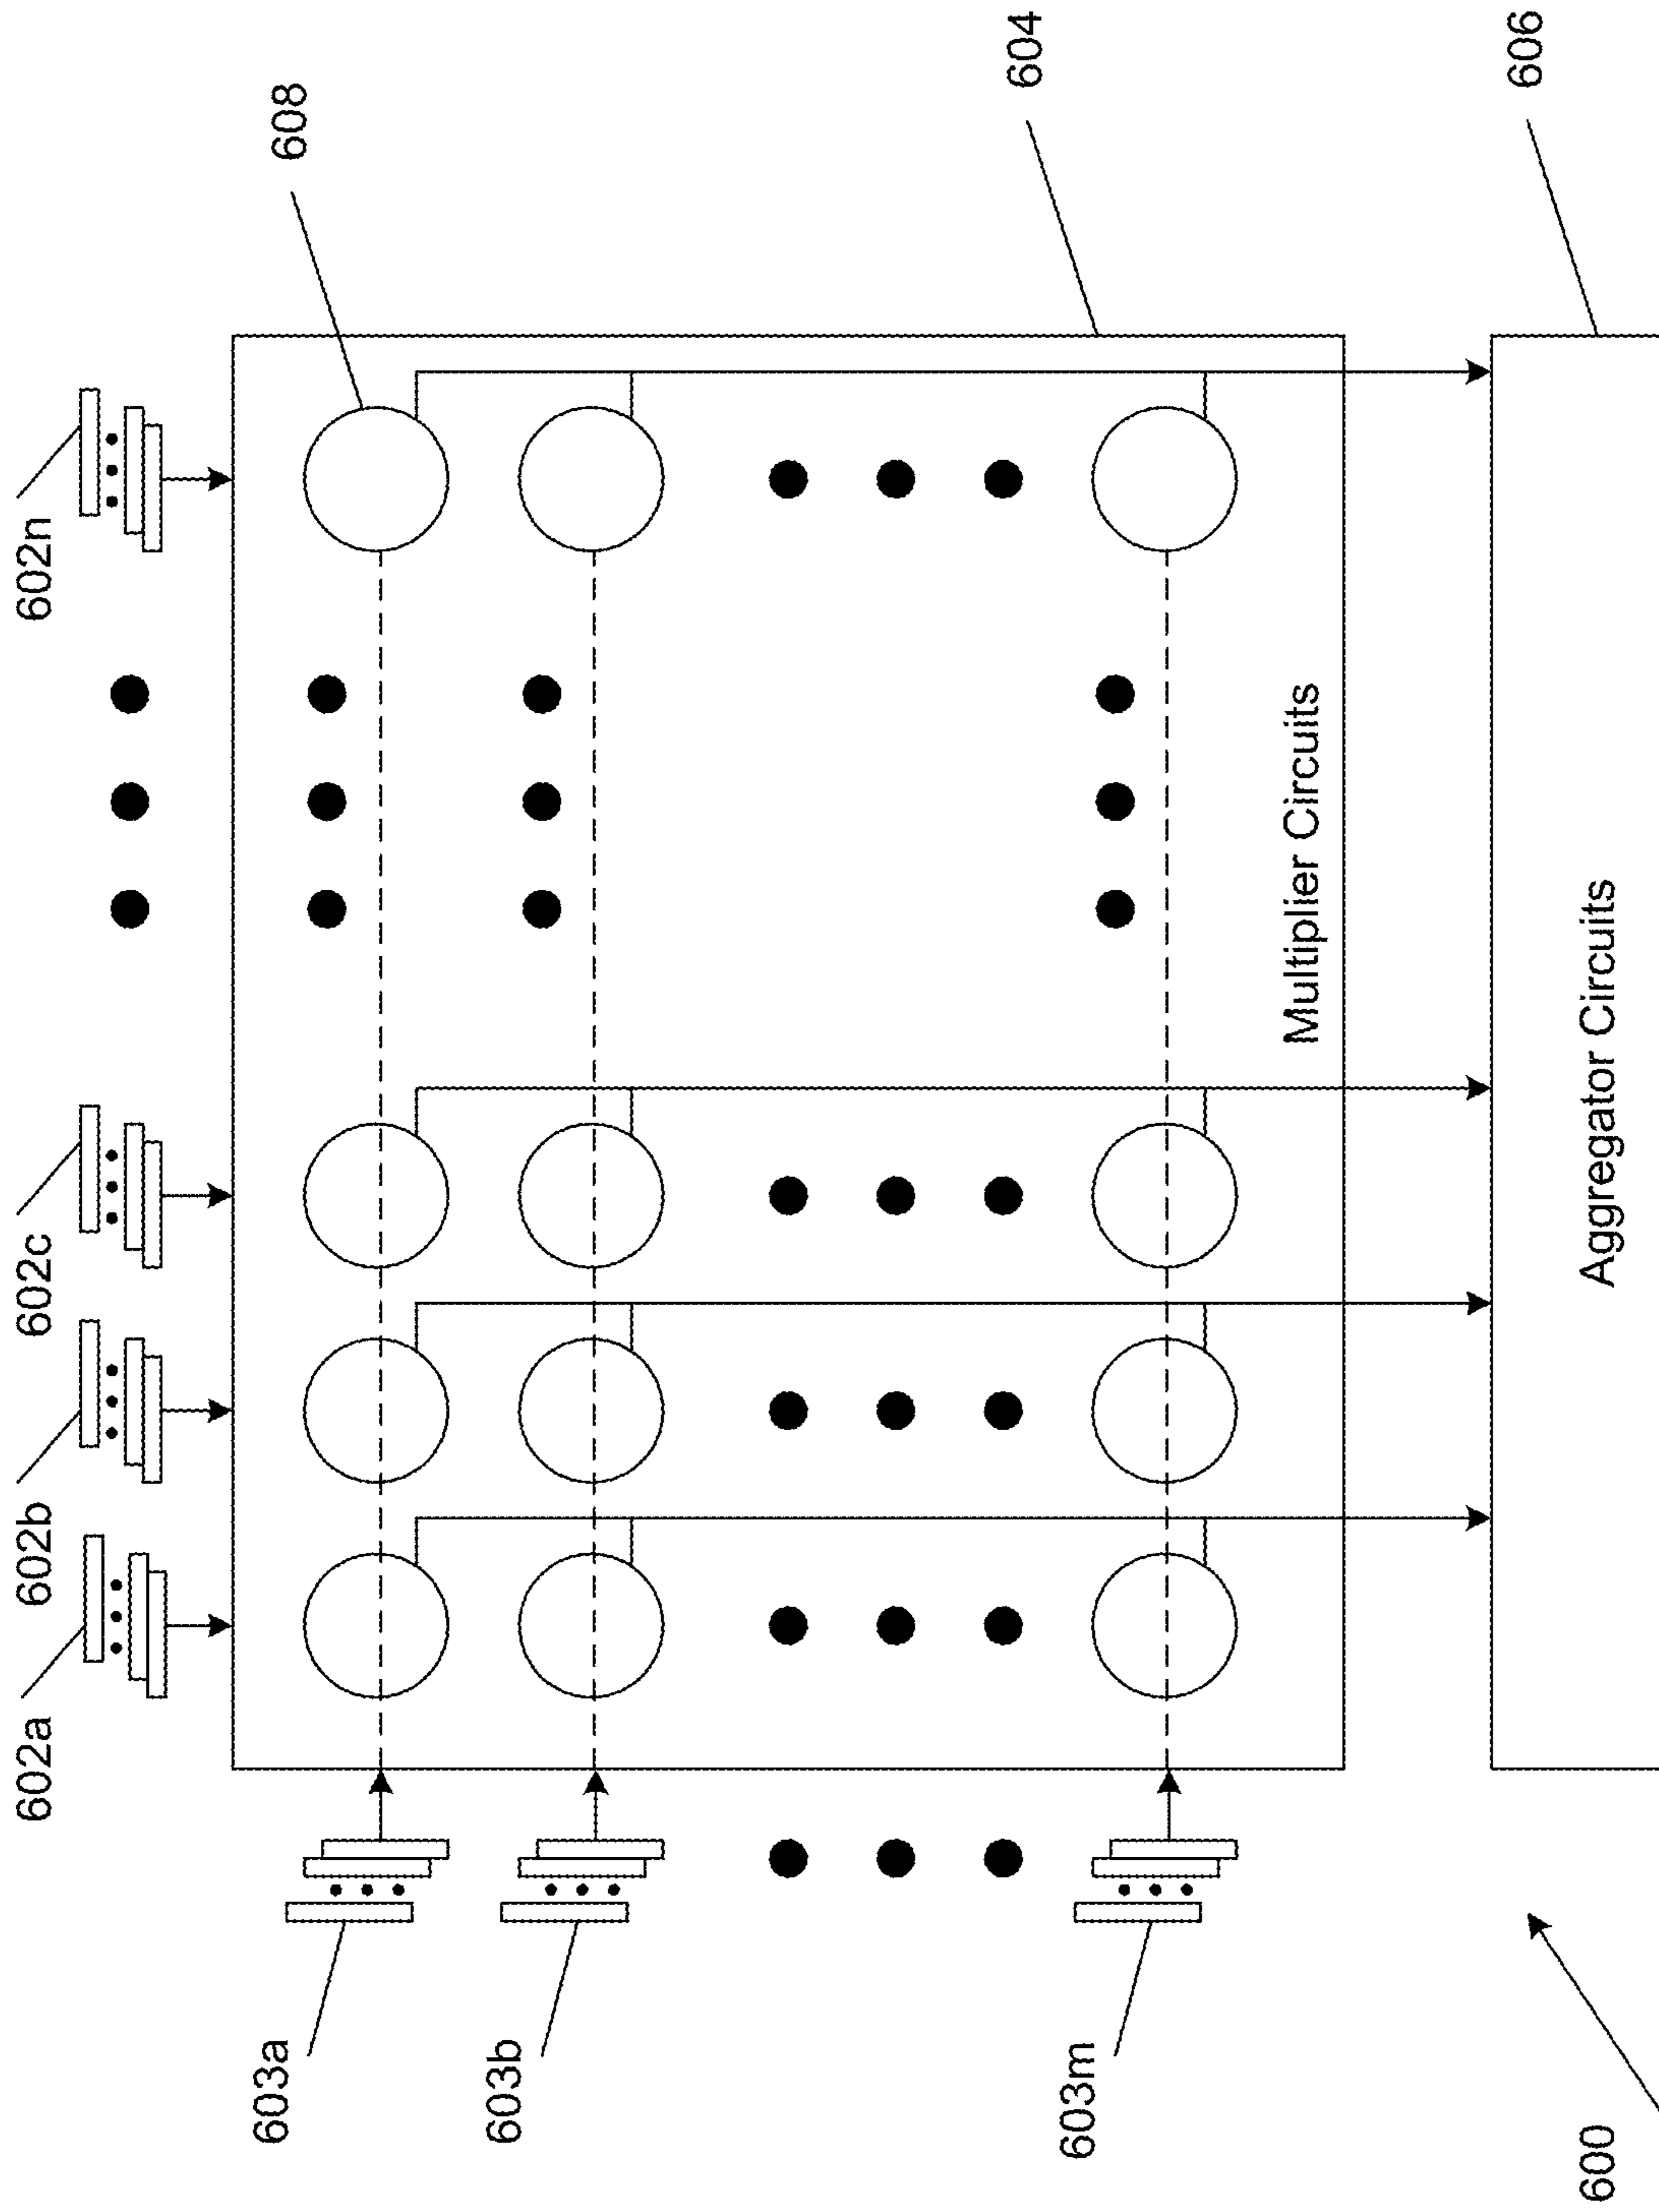 602a
602b
602c
602n
608
604
606
603a
603b
603m
Multiplier Circuits
Aggregator Circuits
600